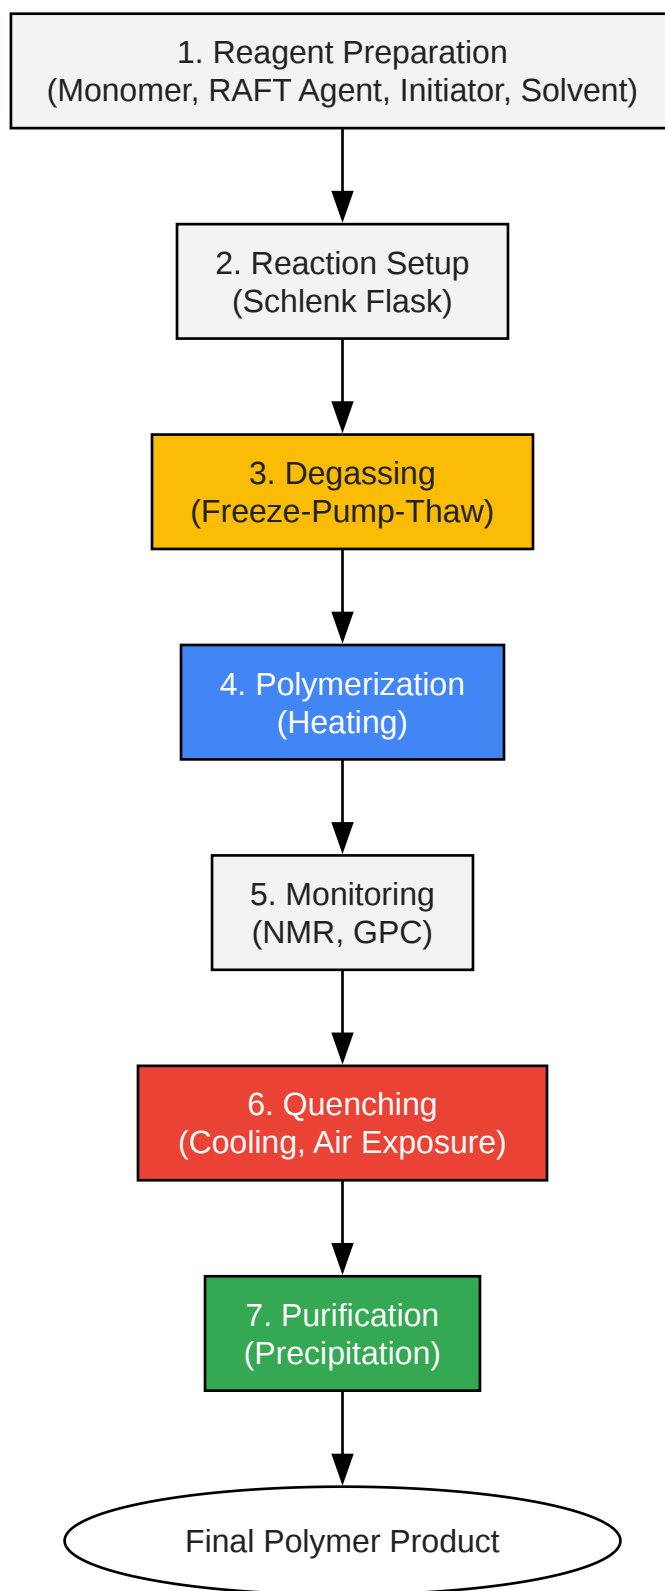 1. Reagent Preparation
(Monomer, RAFT Agent, Initiator, Solvent)
2. Reaction Setup
(Schlenk Flask)
3. Degassing
(Freeze-Pump-Thaw)
4. Polymerization
(Heating)
5. Monitoring
(NMR, GPC)
6. Quenching
(Cooling, Air Exposure)
7. Purification
(Precipitation)
Final Polymer Product